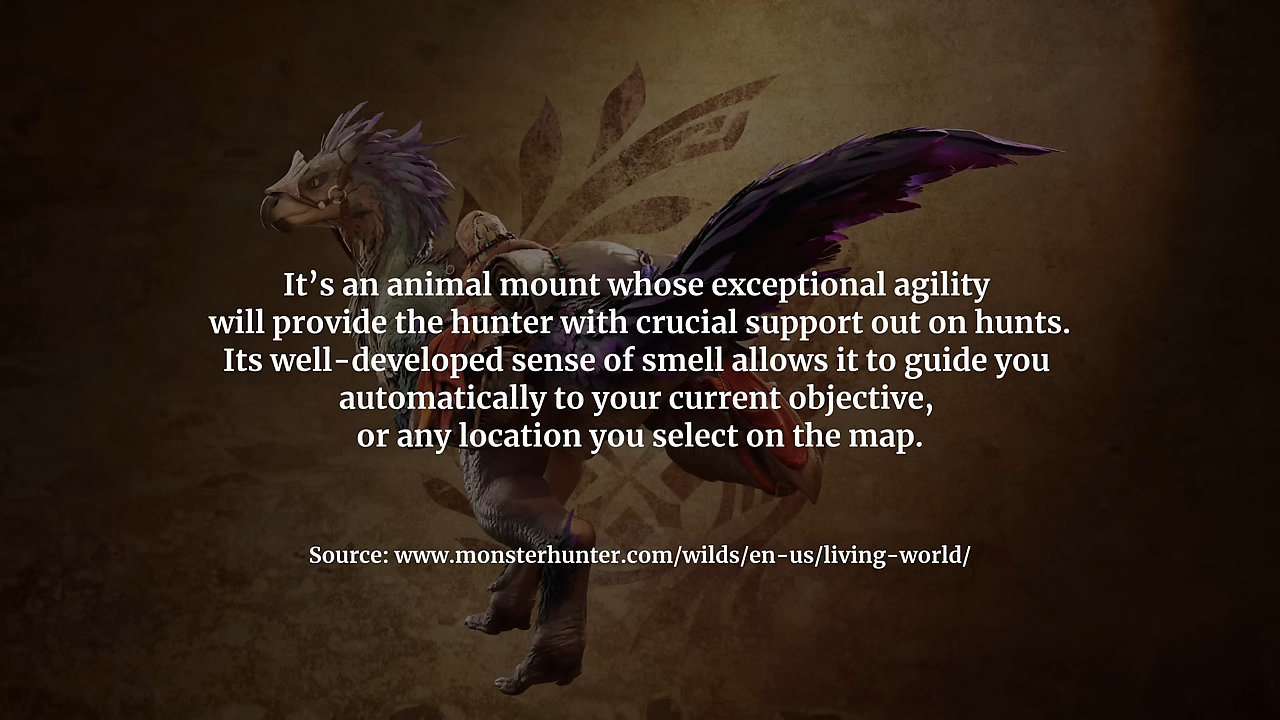 It’s an animal mount whose exceptional agility
will provide the hunter with crucial support out on hunts.
Its well-developed sense of smell allows it to guide you
automatically to your current objective,
or any location you select on the map.
Source: www.monsterhunter.com/wilds/en-us/living-world/